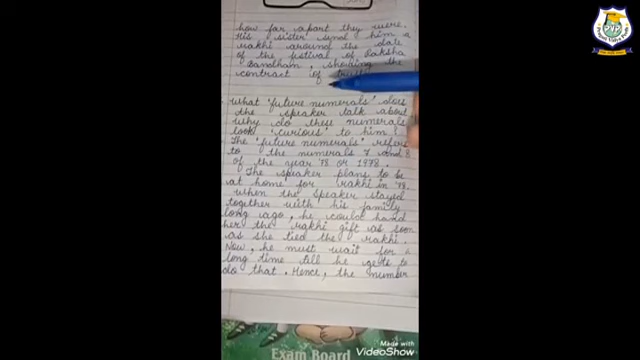 how far apart they were.
His sister send him a
rakhi around the date
of the festival of Raksha
Bandhan, showing the
contract of
what 'future numerals' does
the speaker talk about
why do these numerals
look 'curious' to him?
The 'future numerals' refers
to the numerals 7 and 8
of the year '78 or 1978.
The speaker plans to be
at home for rakhi in '78.
when the speaker stayed
together with his family
long ago, he could hand
her the rakhi gift as soon
as she tied the rakhi.
Now, he must wait for a
long time till he gets to
do that. Hence, the number
Exam Board
Made with
VideoShow
PVP